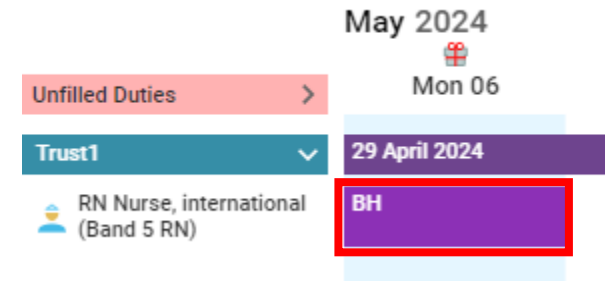 May 2024
Mon 06
Unfilled Duties
Trust1
29 April 2024
RN Nurse, international
(Band 5 RN)
BH